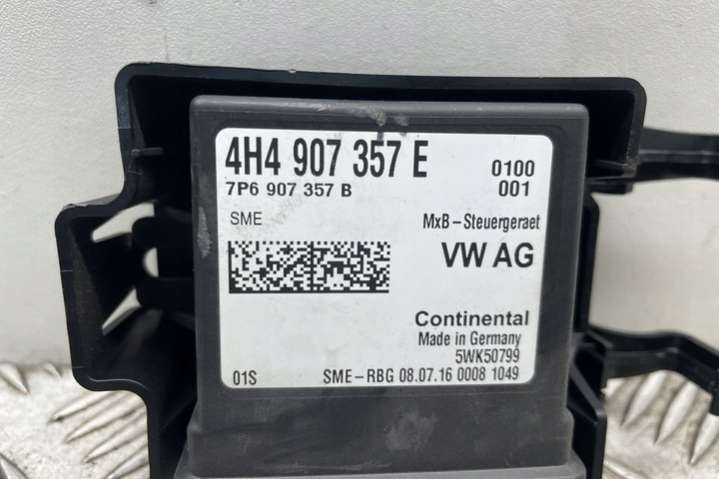 4H4 907 357 E 0100
7P6 907 357 B 001
SME MxB-Steuergeraet
VW AG
Continental
Made in Germany
5WK50799
01S SME-RBG 08.07.16 0008 1049